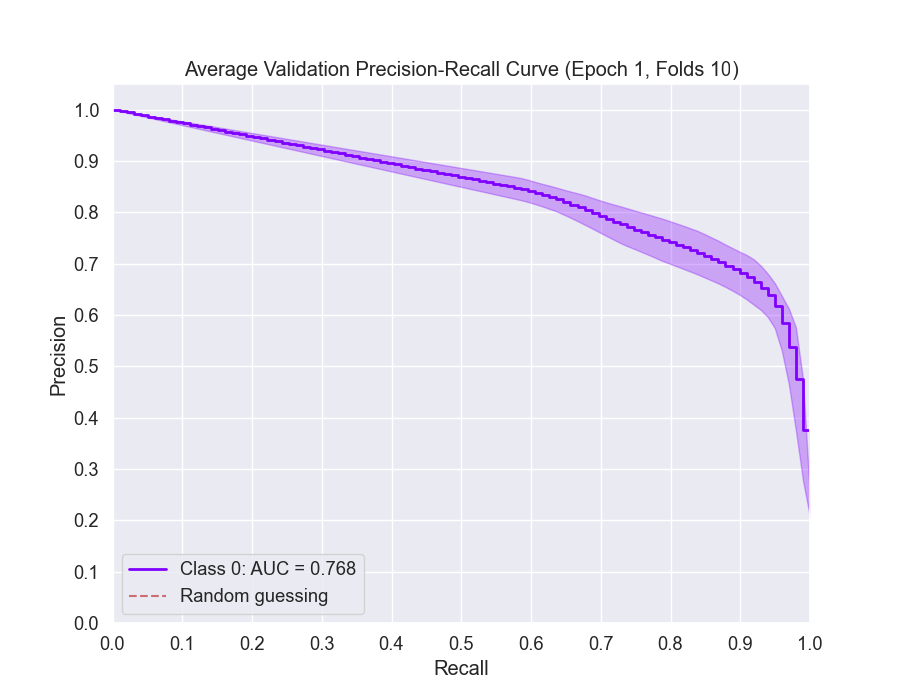 Average Validation Precision-Recall Curve (Epoch 1, Folds 10)
1.0
0.9
0.8
0.7
0.6
0.5
0.4
0.3
0.2
0.1
0.0
Precision
Class 0: AUC = 0.768
Random guessing
0.0 0.1 0.2 0.3 0.4 0.5 0.6 0.7 0.8 0.9 1.0
Recall